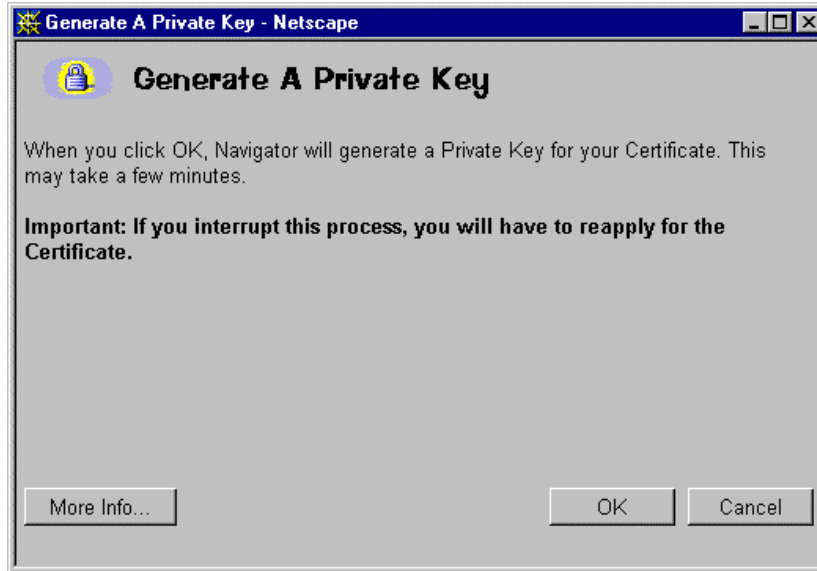 Generate A Private Key - Netscape
Generate A Private Key
When you click OK, Navigator will generate a Private Key for your Certificate. This
may take a few minutes.
Important: If you interrupt this process, you will have to reapply for the
Certificate.
More Info...
OK
Cancel